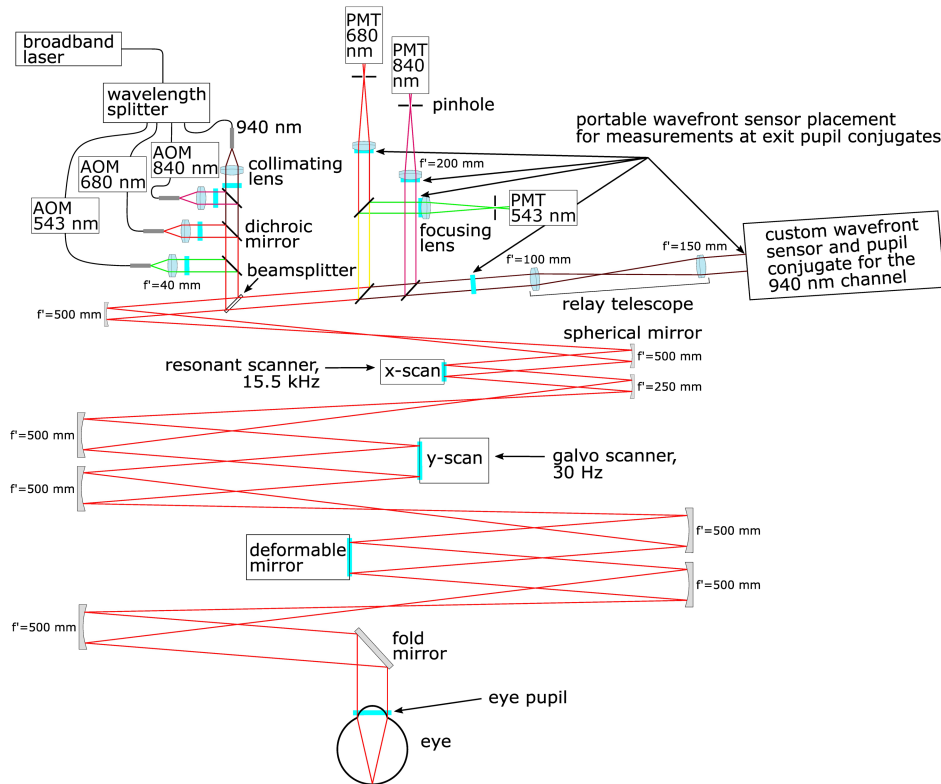 broadband
laser
wavelength
splitter
940 nm
AOM
840 nm
AOM
680 nm
AOM
543 nm
collimating
lens
dichroic
mirror
beamsplitter
f'=40 mm
PMT
680
nm
PMT
840
nm
pinhole
f'=200 mm
PMT
543 nm
focusing
lens
portable wavefront sensor placement
for measurements at exit pupil conjugates
f'=100 mm
f'=150 mm
relay telescope
custom wavefront
sensor and pupil
conjugate for the
940 nm channel
f'=500 mm
spherical mirror
f'=500 mm
resonant scanner,
15.5 kHz
x-scan
f'=250 mm
f'=500 mm
y-scan
galvo scanner,
30 Hz
f'=500 mm
f'=500 mm
deformable
mirror
f'=500 mm
f'=500 mm
fold
mirror
eye pupil
eye